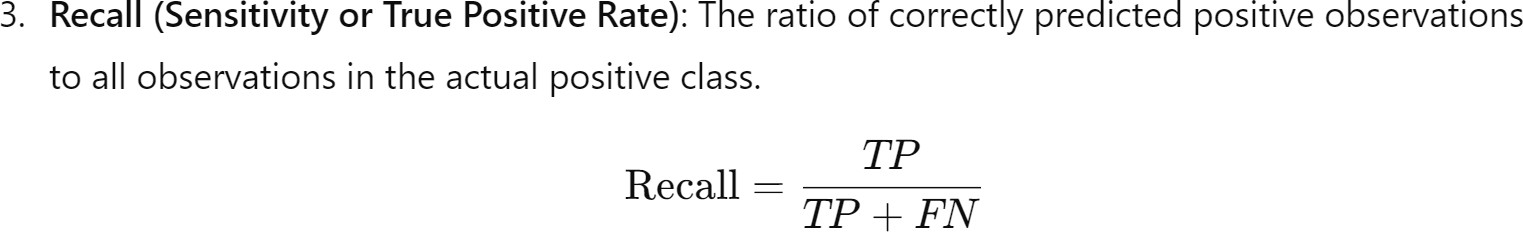 3. Recall (Sensitivity or True Positive Rate): The ratio of correctly predicted positive observations
to all observations in the actual positive class.
Recall = TP / TP + FN